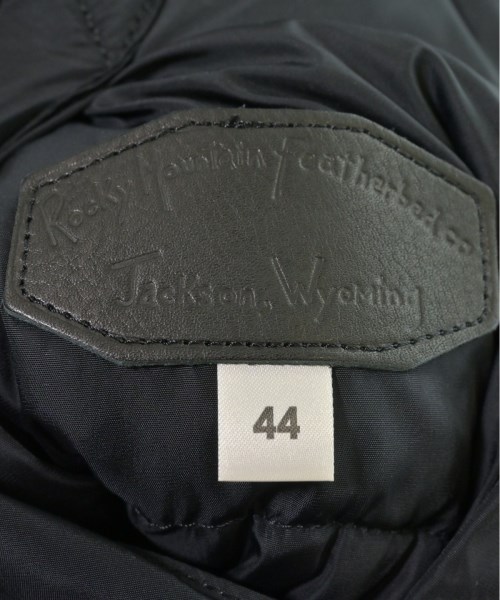 Rocky Mountain Featherbed.co
Jackson, Wyoming
44